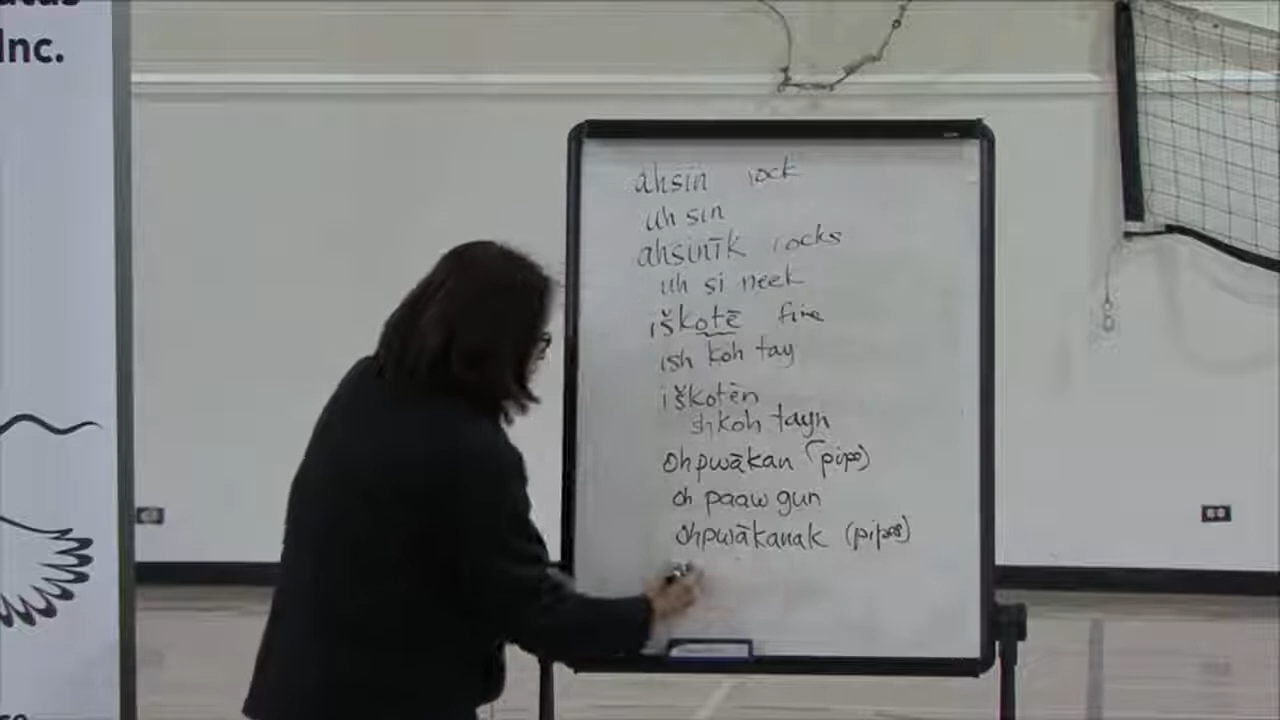 Inc.
ahsin rock
uh sin
ahsinīk rocks
uh si neek
iškotē fire
ish koh tay
iškotēn
shkoh tayn
ohpwākan (pipe)
oh paaw gun
ohpwākanak (pipes)